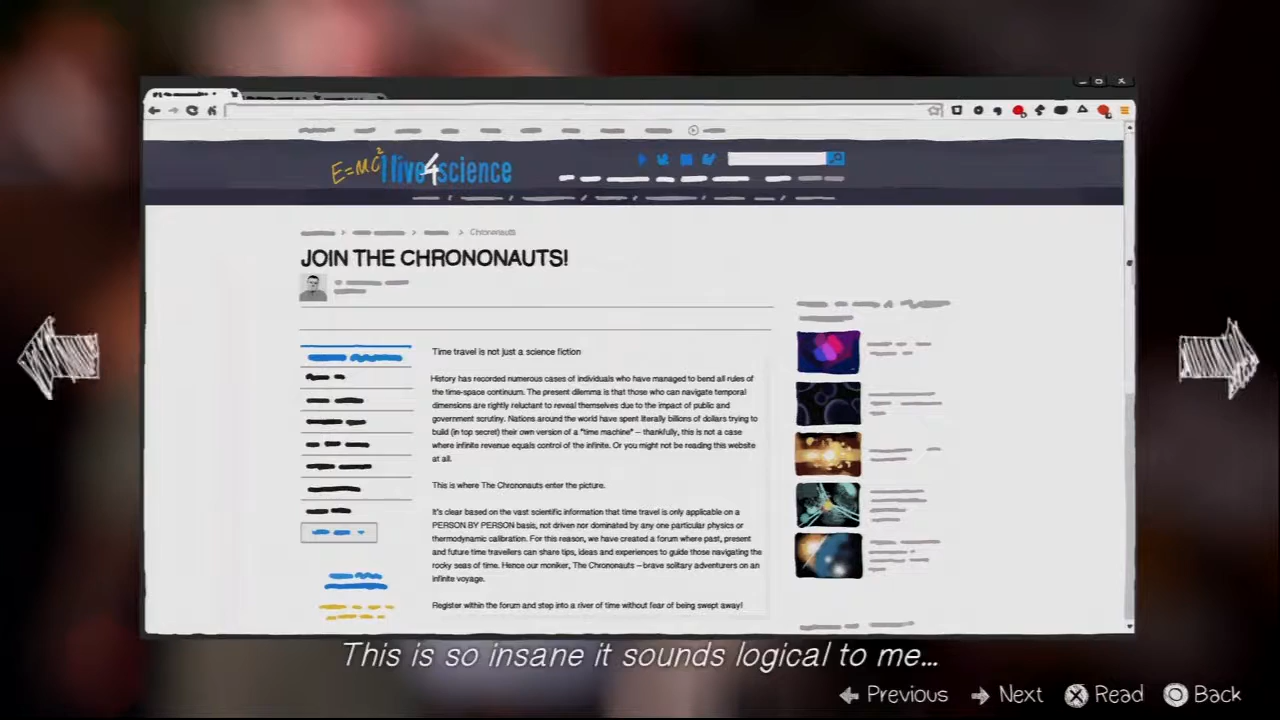 E=MC² I live4science
Chrononauts
JOIN THE CHRONONAUTS!
Time travel is not just a science fiction
History has recorded numerous cases of individuals who have managed to bend all rules of
the time-space continuum. The present dilemma is that those who can navigate temporal
dimensions are rightly reluctant to reveal themselves due to the impact of public and
government scrutiny. Nations around the world have spent literally billions of dollars trying to
build (in top secret) their own version of a "time machine" – thankfully, this is not a case
where infinite revenue equals control of the infinite. Or you might not be reading this website
at all.
This is where The Chrononauts enter the picture.
It's clear based on the vast scientific information that time travel is only applicable on a
PERSON BY PERSON basis, not driven nor dominated by any one particular physics or
thermodynamic calibration. For this reason, we have created a forum where past, present
and future time travellers can share tips, ideas and experiences to guide those navigating the
rocky seas of time. Hence our moniker, The Chrononauts – brave solitary adventurers on an
infinite voyage.
Register within the forum and step into a river of time without fear of being swept away!
This is so insane it sounds logical to me...
Previous Next Read Back